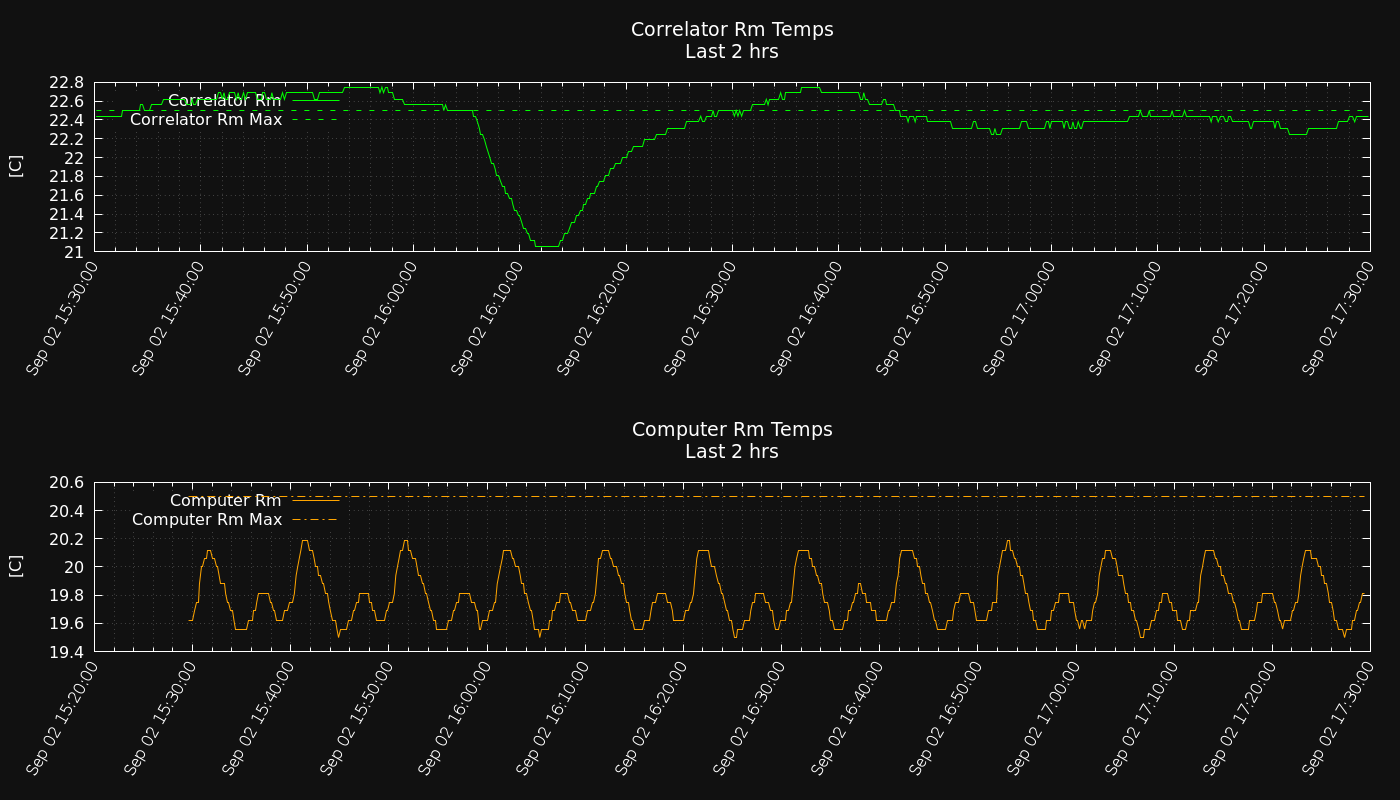 Correlator Rm Temps
Last 2 hrs
22.8
22.6
22.4
22.2
22
21.8
21.6
21.4
21.2
21
[C]
Correlator Rm
Correlator Rm Max
Sep 02 15:30:00
Sep 02 15:40:00
Sep 02 15:50:00
Sep 02 16:00:00
Sep 02 16:10:00
Sep 02 16:20:00
Sep 02 16:30:00
Sep 02 16:40:00
Sep 02 16:50:00
Sep 02 17:00:00
Sep 02 17:10:00
Sep 02 17:20:00
Sep 02 17:30:00
Computer Rm Temps
Last 2 hrs
20.6
20.4
20.2
20
19.8
19.6
19.4
[C]
Computer Rm
Computer Rm Max
Sep 02 15:20:00
Sep 02 15:30:00
Sep 02 15:40:00
Sep 02 15:50:00
Sep 02 16:00:00
Sep 02 16:10:00
Sep 02 16:20:00
Sep 02 16:30:00
Sep 02 16:40:00
Sep 02 16:50:00
Sep 02 17:00:00
Sep 02 17:10:00
Sep 02 17:20:00
Sep 02 17:30:00